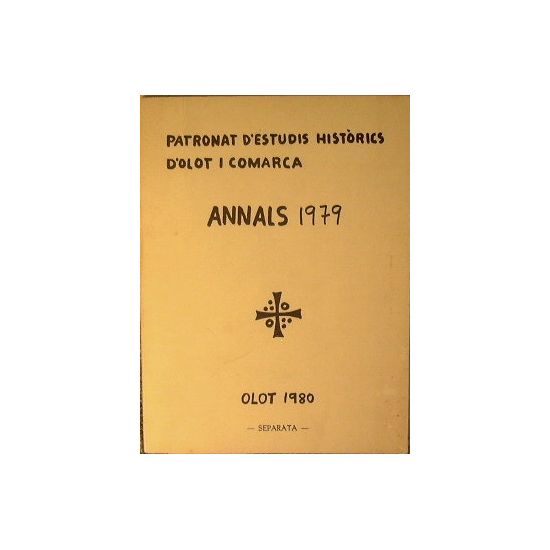 PATRONAT D'ESTUDIS HISTÒRICS
D'OLOT I COMARCA
ANNALS 1979
OLOT 1980
— SEPARATA —